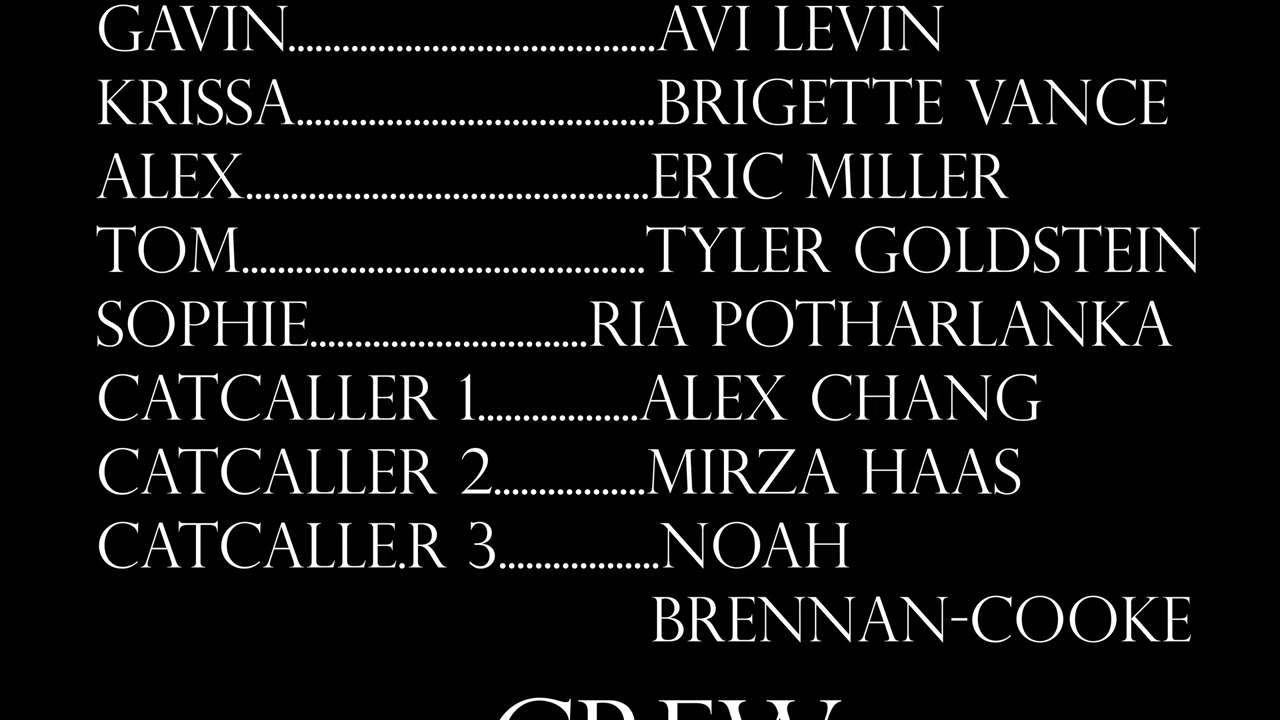 GAVIN.........................................AVI LEVIN
KRISSA........................................BRIGETTE VANCE
ALEX.............................................ERIC MILLER
TOM.............................................TYLER GOLDSTEIN
SOPHIE...............................RIA POTHARLANKA
CATCALLER 1..................ALEX CHANG
CATCALLER 2.................MIRZA HAAS
CATCALLE.R 3..................NOAH
BRENNAN-COOKE
CREW